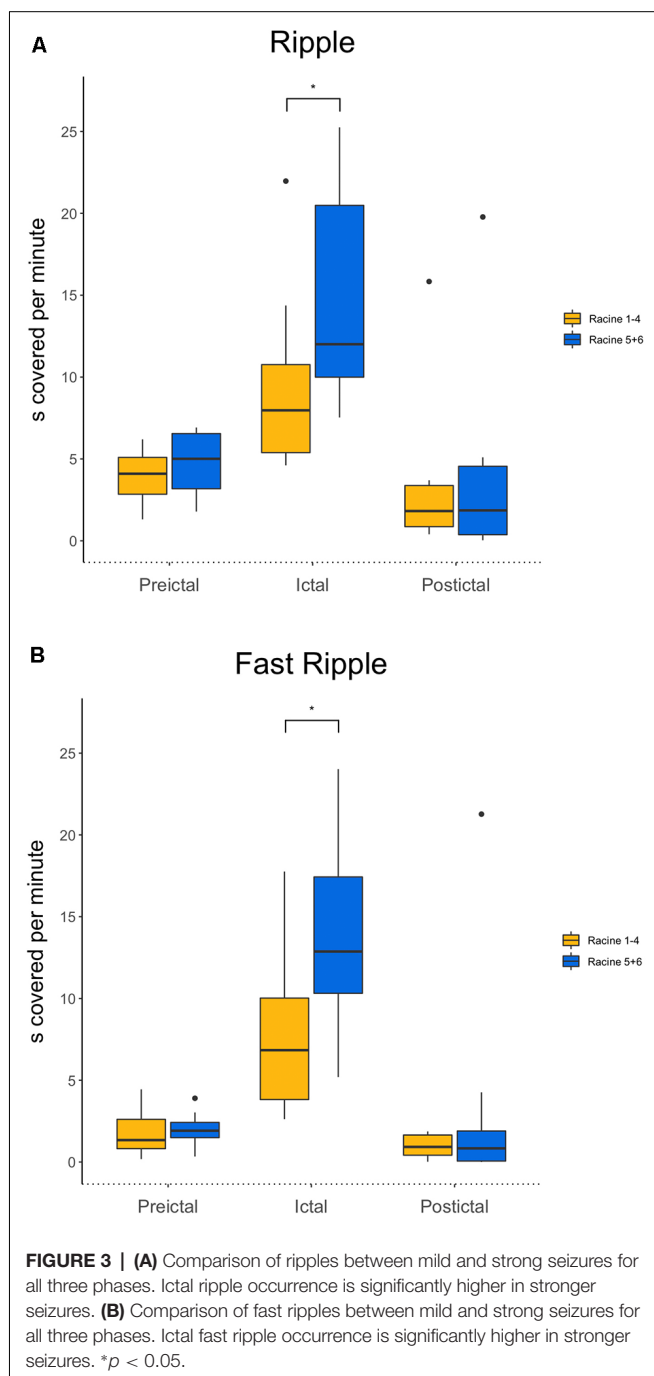 A
Ripple
25
20
15
10
5
0
s covered per minute
*
Racine 1-4
Racine 5+6
Preictal Ictal Postictal
B
Fast Ripple
25
20
15
10
5
0
s covered per minute
*
Racine 1-4
Racine 5+6
Preictal Ictal Postictal
FIGURE 3 | (A) Comparison of ripples between mild and strong seizures for
all three phases. Ictal ripple occurrence is significantly higher in stronger
seizures. (B) Comparison of fast ripples between mild and strong seizures for
all three phases. Ictal fast ripple occurrence is significantly higher in stronger
seizures. *p < 0.05.